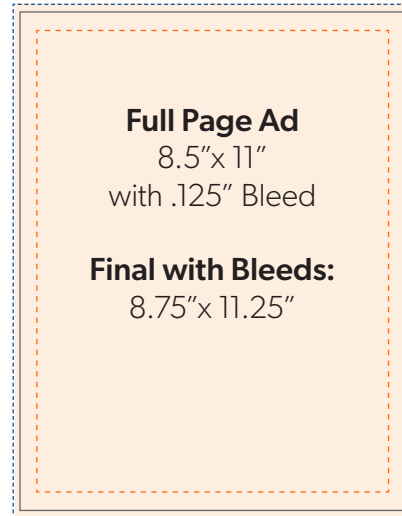 Full Page Ad
8.5”x 11”
with .125” Bleed
Final with Bleeds:
8.75”x 11.25”